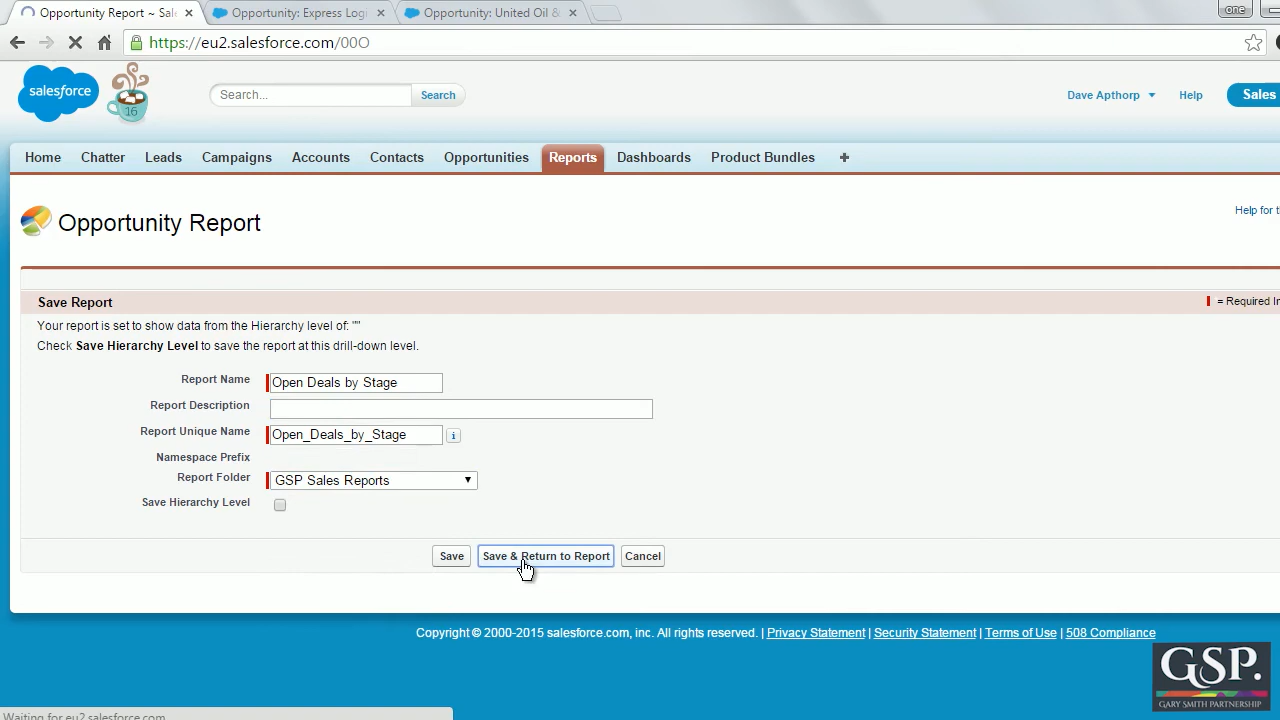 Opportunity Report ~ Sal
Opportunity: Express Logi
Opportunity: United Oil &
one
https://eu2.salesforce.com/00O
salesforce
16
Search...
Search
Dave Apthorp
Help
Sales
Home
Chatter
Leads
Campaigns
Accounts
Contacts
Opportunities
Reports
Dashboards
Product Bundles
+
Opportunity Report
Help for t
Save Report
= Required In
Your report is set to show data from the Hierarchy level of: ""
Check Save Hierarchy Level to save the report at this drill-down level.
Report Name
Open Deals by Stage
Report Description
Report Unique Name
Open_Deals_by_Stage
i
Namespace Prefix
Report Folder
GSP Sales Reports
Save Hierarchy Level
Save
Save & Return to Report
Cancel
Copyright © 2000-2015 salesforce.com, inc. All rights reserved. | Privacy Statement | Security Statement | Terms of Use | 508 Compliance
GSP.
GARY SMITH PARTNERSHIP
Waiting for eu2.salesforce.com